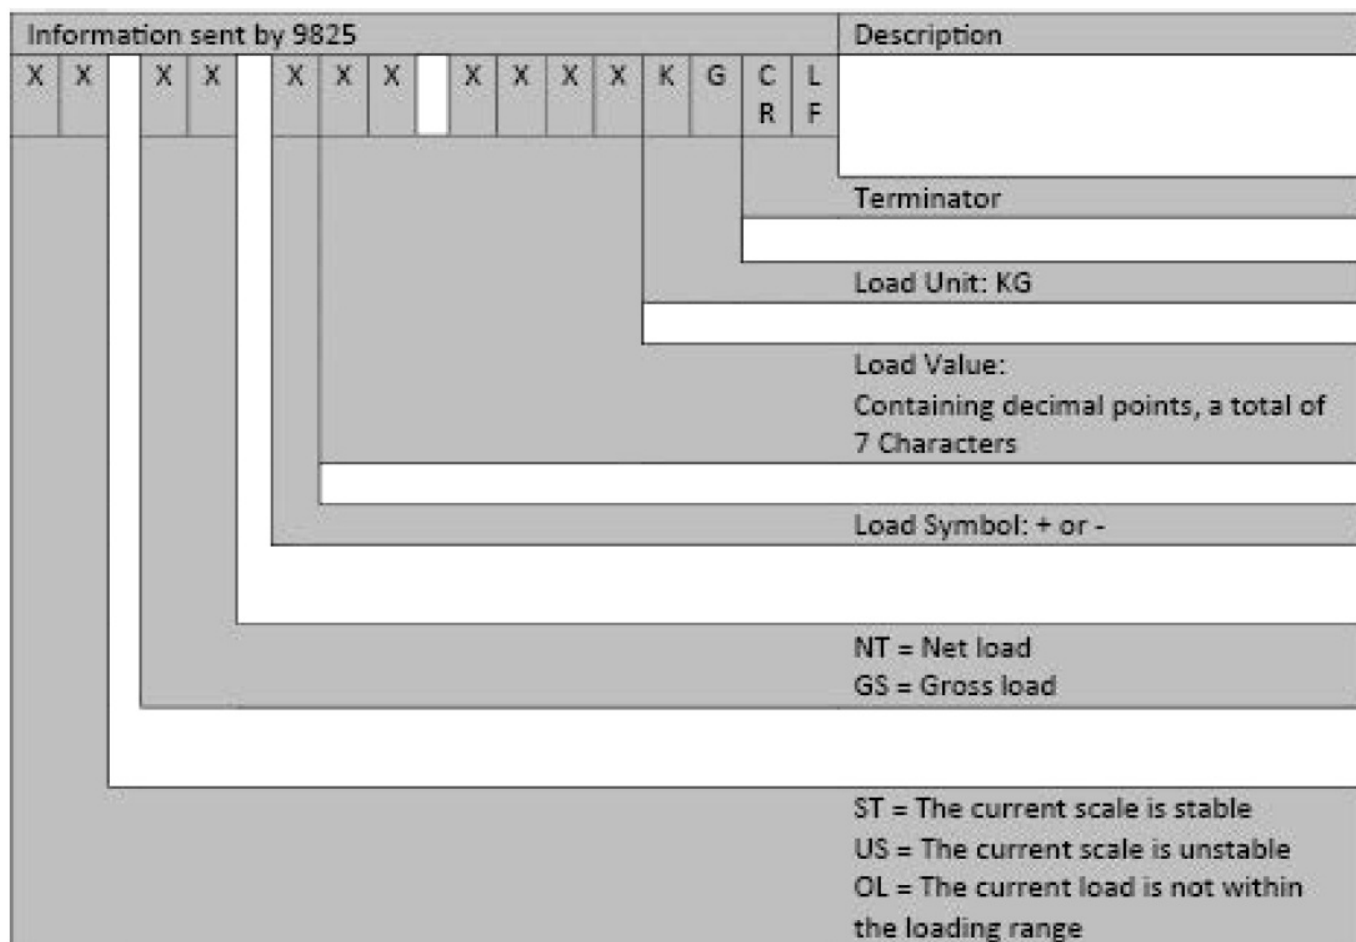 Information sent by 9825 Description
X X X X X X X X X X X K G C R L F
Terminator
Load Unit: KG
Load Value:
Containing decimal points, a total of
7 Characters
Load Symbol: + or -
NT = Net load
GS = Gross load
ST = The current scale is stable
US = The current scale is unstable
OL = The current load is not within
the loading range